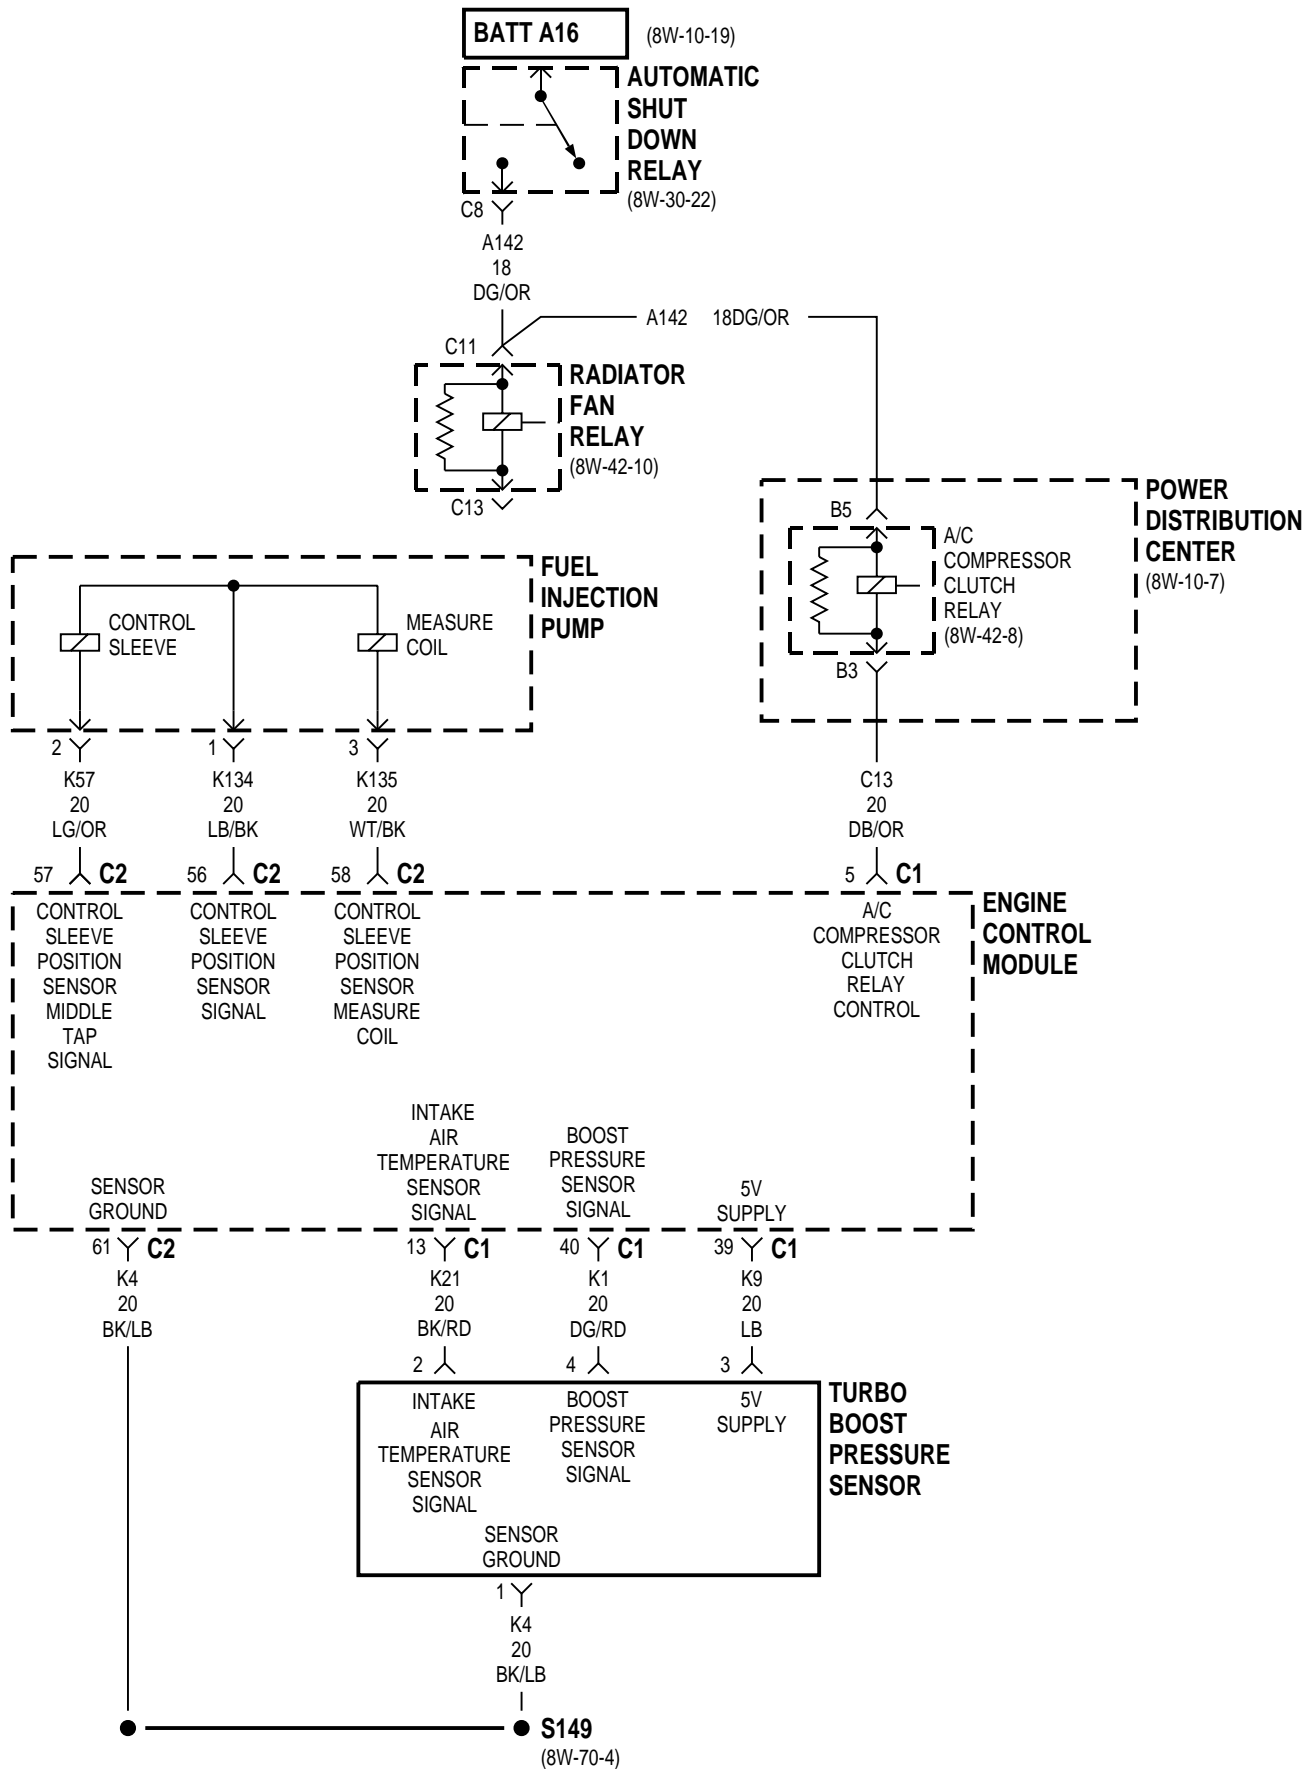 BATT A16 (8W-10-19)
AUTOMATIC
SHUT
DOWN
RELAY
(8W-30-22)
C8
A142
18
DG/OR
A142 18DG/OR
C11
RADIATOR
FAN
RELAY
(8W-42-10)
C13
POWER
DISTRIBUTION
CENTER
(8W-10-7)
B5
A/C
COMPRESSOR
CLUTCH
RELAY
(8W-42-8)
B3
FUEL
INJECTION
PUMP
CONTROL
SLEEVE
MEASURE
COIL
2 1 3
K57 K134 K135 C13
20 20 20 20
LG/OR LB/BK WT/BK DB/OR
57 C2 56 C2 58 C2 5 C1
ENGINE
CONTROL
MODULE
CONTROL
SLEEVE
POSITION
SENSOR
MIDDLE
TAP
SIGNAL
CONTROL
SLEEVE
POSITION
SENSOR
SIGNAL
CONTROL
SLEEVE
POSITION
SENSOR
MEASURE
COIL
A/C
COMPRESSOR
CLUTCH
RELAY
CONTROL
SENSOR
GROUND
INTAKE
AIR
TEMPERATURE
SENSOR
SIGNAL
BOOST
PRESSURE
SENSOR
SIGNAL
5V
SUPPLY
61 C2 13 C1 40 C1 39 C1
K4 K21 K1 K9
20 20 20 20
BK/LB BK/RD DG/RD LB
2 4 3
TURBO
BOOST
PRESSURE
SENSOR
INTAKE
AIR
TEMPERATURE
SENSOR
SIGNAL
BOOST
PRESSURE
SENSOR
SIGNAL
5V
SUPPLY
SENSOR
GROUND
1
K4
20
BK/LB
S149
(8W-70-4)